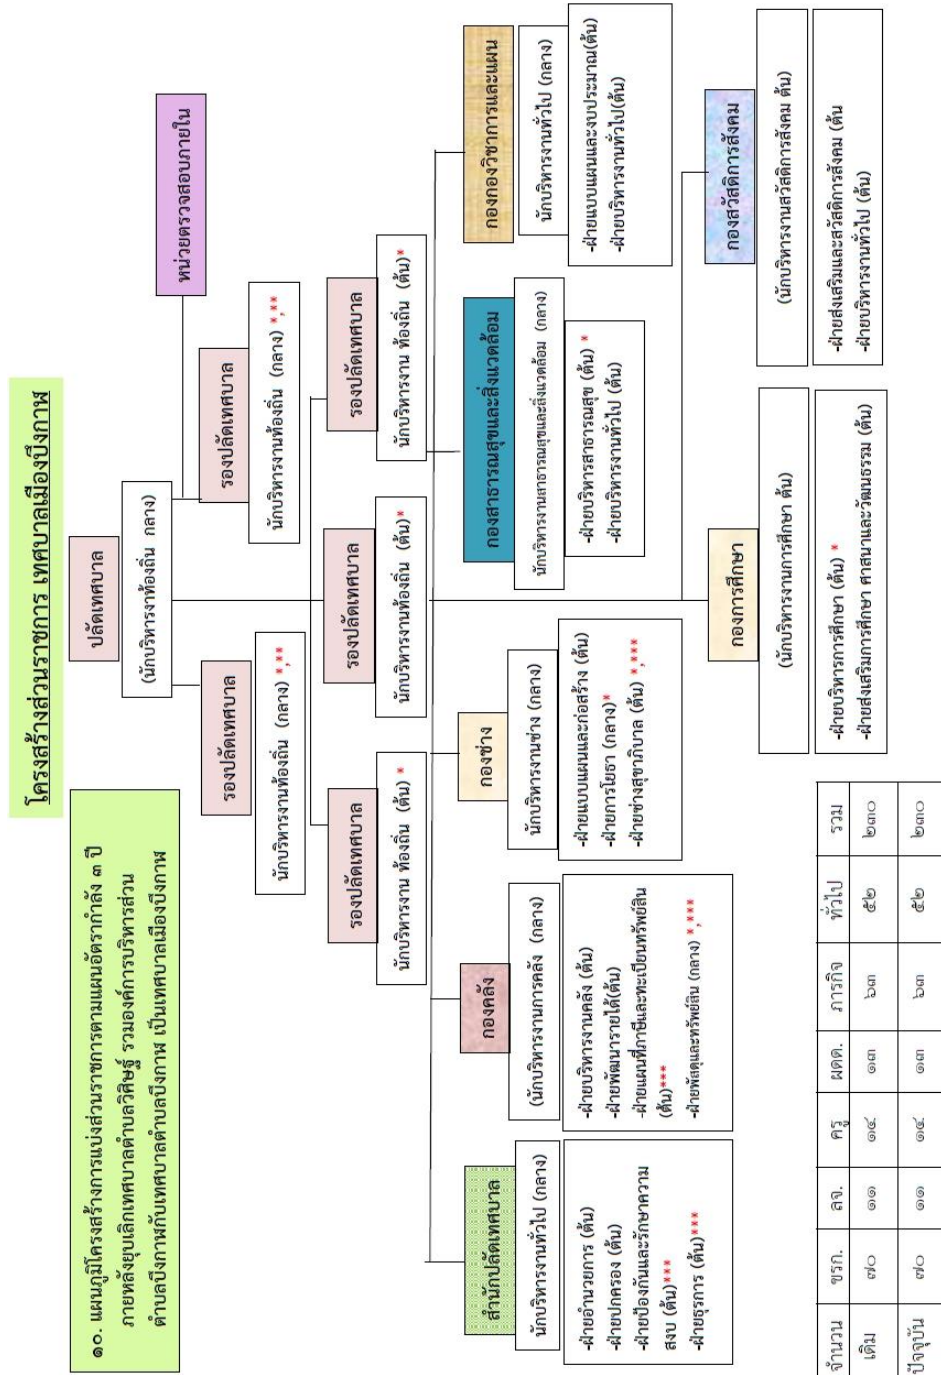 โครงสร้างส่วนราชการ เทศบาลเมืองบึงกาฬ
๑๐. แผนภูมิโครงสร้างการแบ่งส่วนราชการตามแผนอัตรากำลัง ๓ ปี
ภายหลังยุบเลิกเทศบาลตำบลวิศิษฐ์ รวมองค์การบริหารส่วน
ตำบลบึงกาฬกับเทศบาลตำบลบึงกาฬ เป็นเทศบาลเมืองบึงกาฬ
ปลัดเทศบาล
(นักบริหารงาท้องถิ่น กลาง)
หน่วยตรวจสอบภายใน
รองปลัดเทศบาล
นักบริหารงานท้องถิ่น (กลาง) *,**
รองปลัดเทศบาล
นักบริหารงานท้องถิ่น (กลาง) *,**
รองปลัดเทศบาล
นักบริหารงาน ท้องถิ่น (ต้น) *
รองปลัดเทศบาล
นักบริหารงานท้องถิ่น (ต้น)*
รองปลัดเทศบาล
นักบริหารงาน ท้องถิ่น (ต้น)*
สำนักปลัดเทศบาล
นักบริหารงานทั่วไป (กลาง)
-ฝ่ายอำนวยการ (ต้น)
-ฝ่ายปกครอง (ต้น)
-ฝ่ายป้องกันและรักษาความ
สงบ (ต้น)***
-ฝ่ายธุรการ (ต้น)***
กองคลัง
(นักบริหารงานการคลัง (กลาง)
-ฝ่ายบริหารงานคลัง (ต้น)
-ฝ่ายพัฒนารายได้(ต้น)
-ฝ่ายแผนที่ภาษีและทะเบียนทรัพย์สิน
(ต้น)***
-ฝ่ายพัสดุและทรัพย์สิน (กลาง) *,***
กองช่าง
นักบริหารงานช่าง (กลาง)
-ฝ่ายแบบแผนและก่อสร้าง (ต้น)
-ฝ่ายการโยธา (กลาง)*
-ฝ่ายช่างสุขาภิบาล (ต้น) *,***
กองสาธารณสุขและสิ่งแวดล้อม
นักบริหารงานสาธารณสุขและสิ่งแวดล้อม (กลาง)
-ฝ่ายบริหารสาธารณสุข (ต้น) *
-ฝ่ายบริหารงานทั่วไป (ต้น)
กองกองวิชาการและแผน
นักบริหารงานทั่วไป (กลาง)
-ฝ่ายแบบแผนและงบประมาณ(ต้น)
-ฝ่ายบริหารงานทั่วไป(ต้น)
กองการศึกษา
(นักบริหารงานการศึกษา ต้น)
-ฝ่ายบริหารการศึกษา (ต้น) *
-ฝ่ายส่งเสริมการศึกษา ศาสนาและวัฒนธรรม (ต้น)
กองสวัสดิการสังคม
(นักบริหารงานสวัสดิการสังคม ต้น)
-ฝ่ายส่งเสริมและสวัสดิการสังคม (ต้น
-ฝ่ายบริหารงานทั่วไป (ต้น)
จำนวน ขรก. ลจ. ครู ผดด. ภารกิจ ทั่วไป รวม
เดิม ๗๐ ๑๑ ๑๔ ๑๓ ๖๓ ๕๒ ๒๓๐
ปัจจุบัน ๗๐ ๑๑ ๑๔ ๑๓ ๖๓ ๕๒ ๒๓๐